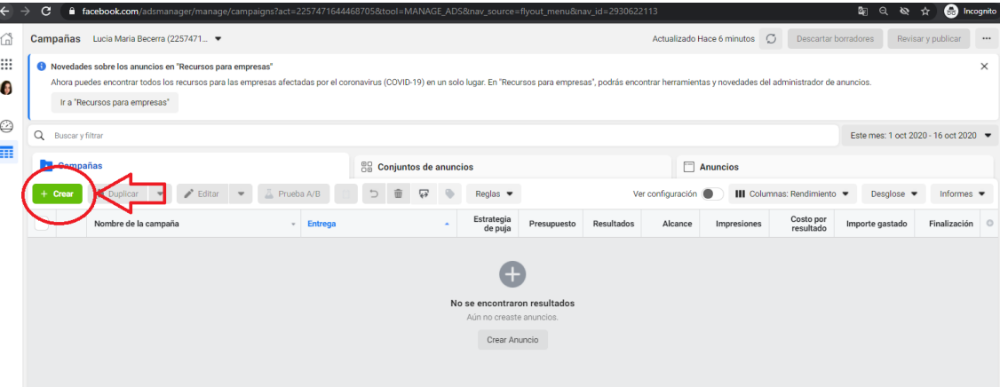 facebook.com/adsmanager/manage/campaigns?act=2257471644468705&tool=MANAGE_ADS&nav_source=flyout_menu&nav_id=2930622113
Incognito
Campañas Lucia Maria Becerra (2257471... Actualizado Hace 6 minutos Descartar borradores Revisar y publicar
Novedades sobre los anuncios en "Recursos para empresas"
Ahora puedes encontrar todos los recursos para las empresas afectadas por el coronavirus (COVID-19) en un solo lugar. En "Recursos para empresas", podrás encontrar herramientas y novedades del administrador de anuncios.
Ir a "Recursos para empresas"
Buscar y filtrar Este mes: 1 oct 2020 - 16 oct 2020
Campañas Conjuntos de anuncios Anuncios
+ Crear Duplicar Editar Prueba A/B Reglas Ver configuración Columnas: Rendimiento Desglose Informes
Nombre de la campaña Entrega Estrategia de puja Presupuesto Resultados Alcance Impresiones Costo por resultado Importe gastado Finalización
No se encontraron resultados
Aún no creaste anuncios.
Crear Anuncio